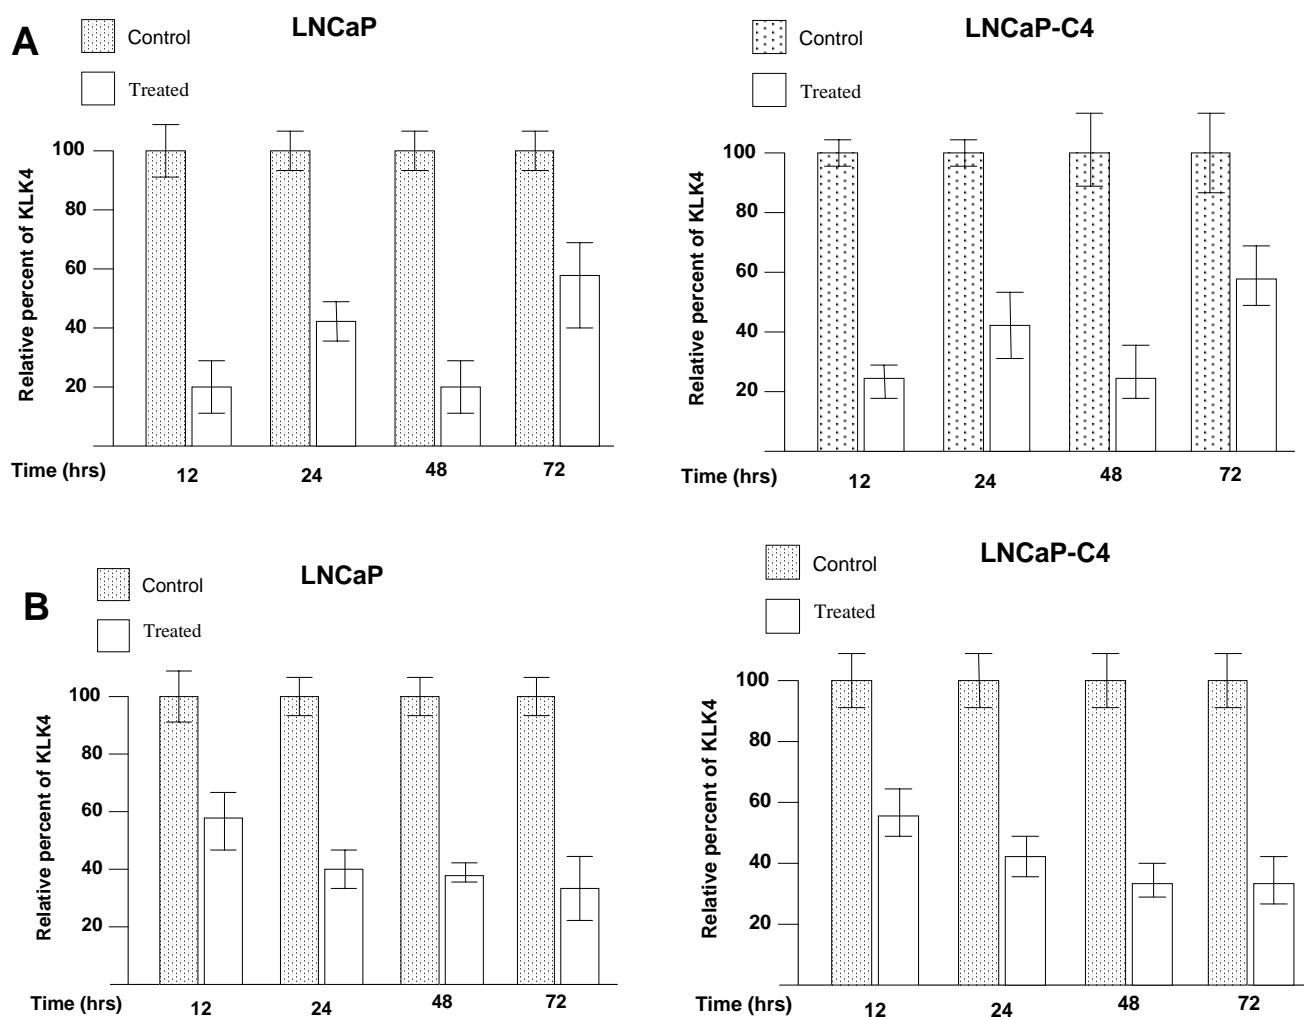 A
Control
Treated
LNCaP
Relative percent of KLK4
100
80
60
40
20
Time (hrs)
12
24
48
72
Control
Treated
LNCaP-C4
Relative percent of KLK4
100
80
60
40
20
Time (hrs)
12
24
48
72
B
Control
Treated
LNCaP
Relative percent of KLK4
100
80
60
40
20
Time (hrs)
12
24
48
72
Control
Treated
LNCaP-C4
Relative percent of KLK4
100
80
60
40
20
Time (hrs)
12
24
48
72